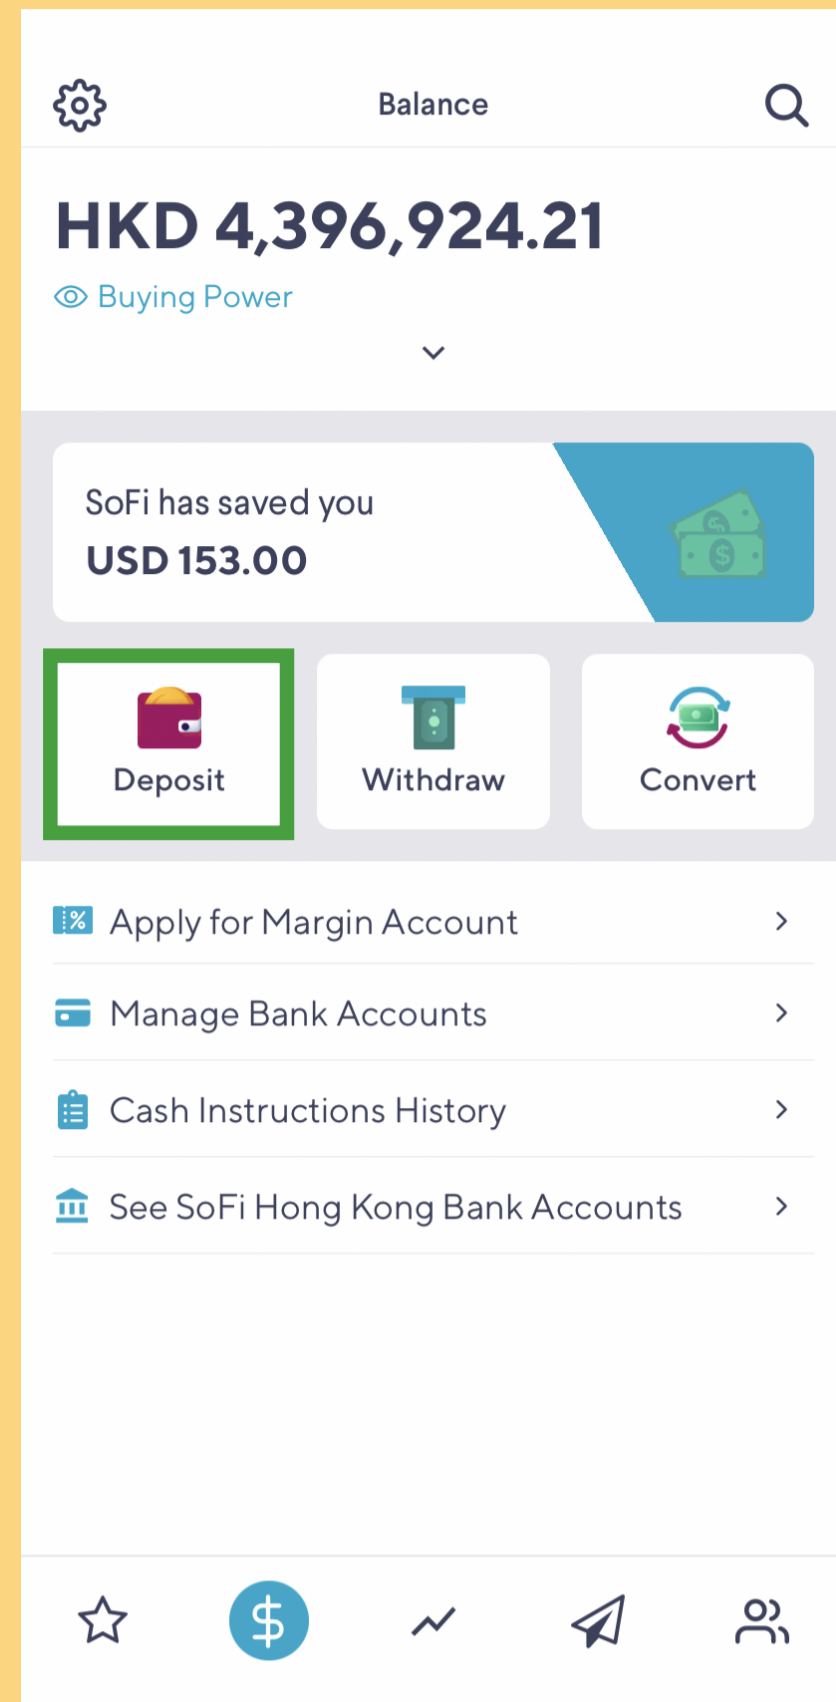 Balance
HKD 4,396,924.21
Buying Power
SoFi has saved you
USD 153.00
Deposit
Withdraw
Convert
Apply for Margin Account
Manage Bank Accounts
Cash Instructions History
See SoFi Hong Kong Bank Accounts